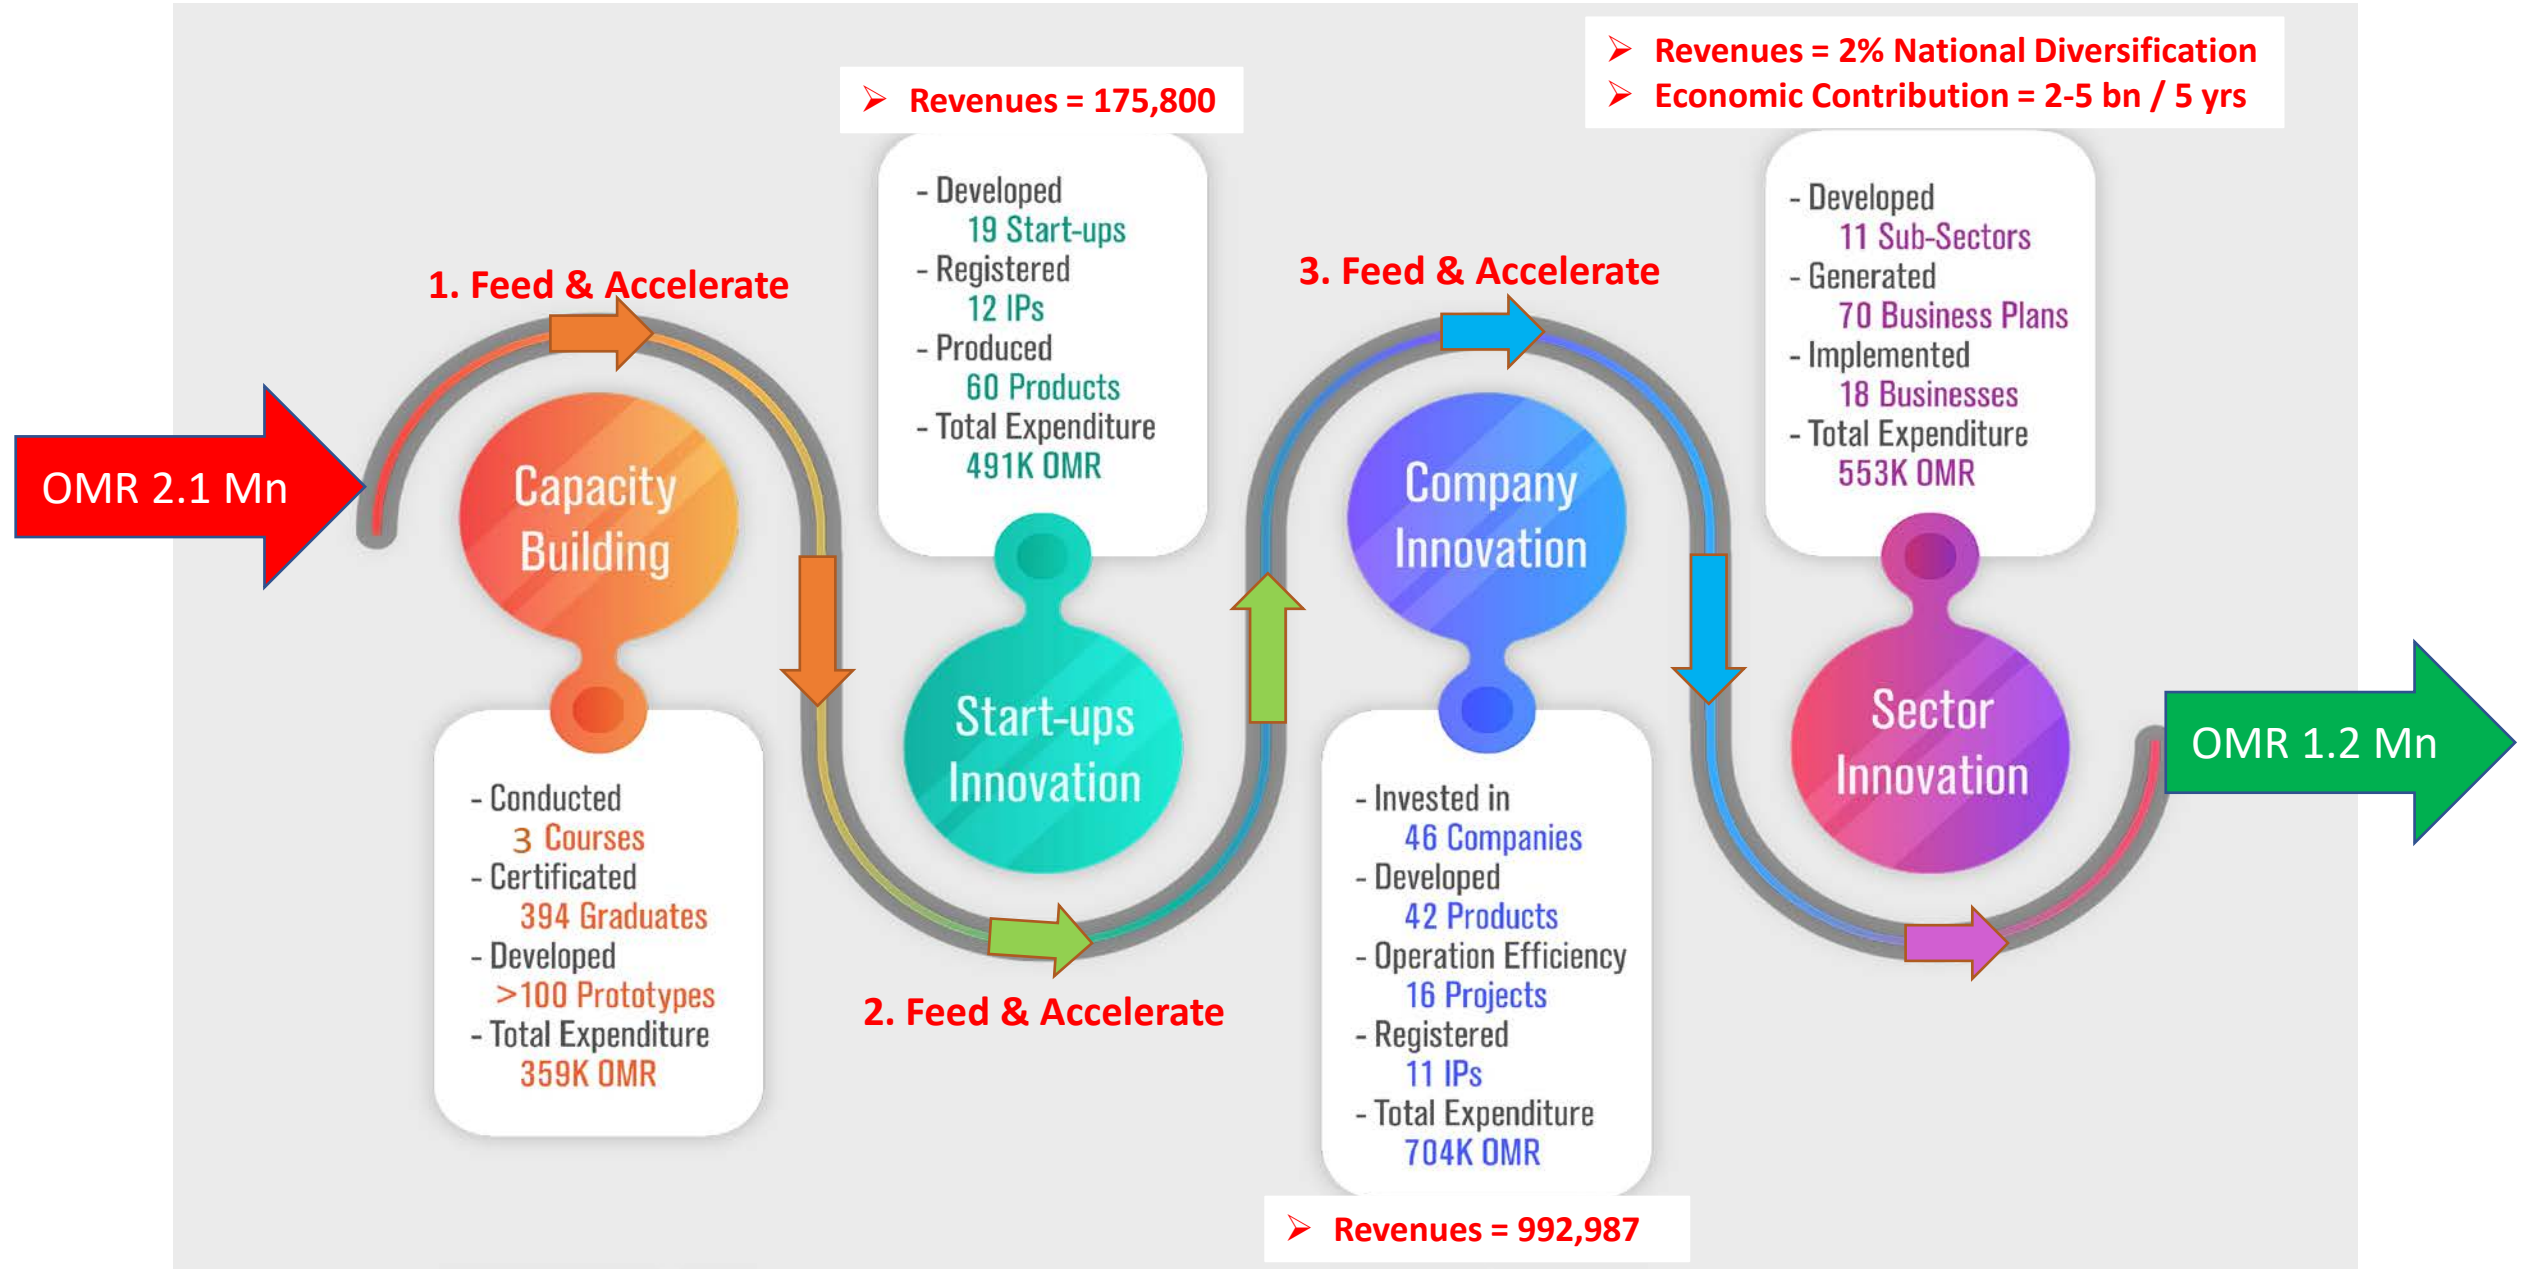 ➢ Revenues = 2% National Diversification
➢ Economic Contribution = 2-5 bn / 5 yrs
➢ Revenues = 175,800
OMR 2.1 Mn
1. Feed & Accelerate
Capacity
Building
- Conducted
3 Courses
- Certificated
394 Graduates
- Developed
>100 Prototypes
- Total Expenditure
359K OMR
- Developed
19 Start-ups
- Registered
12 IPs
- Produced
60 Products
- Total Expenditure
491K OMR
Start-ups
Innovation
2. Feed & Accelerate
3. Feed & Accelerate
Company
Innovation
- Invested in
46 Companies
- Developed
42 Products
- Operation Efficiency
16 Projects
- Registered
11 IPs
- Total Expenditure
704K OMR
➢ Revenues = 992,987
- Developed
11 Sub-Sectors
- Generated
70 Business Plans
- Implemented
18 Businesses
- Total Expenditure
553K OMR
Sector
Innovation
OMR 1.2 Mn